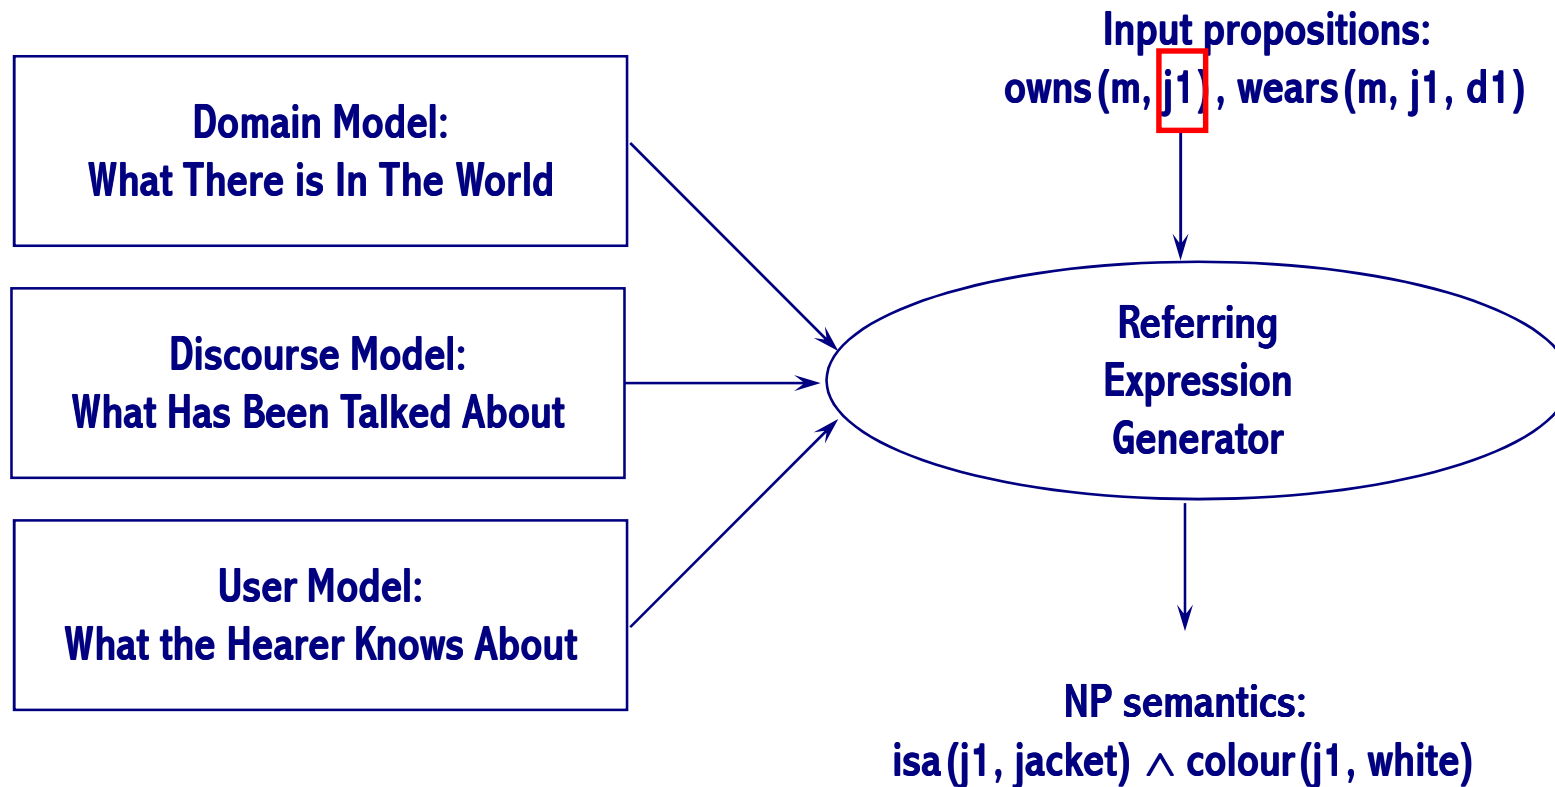 Input propositions:
owns(m, j1), wears(m, j1, d1)
Domain Model:
What There is In The World
Discourse Model:
What Has Been Talked About
User Model:
What the Hearer Knows About
Referring
Expression
Generator
NP semantics:
isa(j1, jacket) ∧ colour(j1, white)